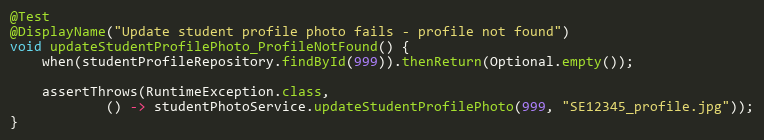 @Test
@DisplayName("Update student profile photo fails - profile not found")
void updateStudentProfilePhoto_ProfileNotFound() {
    when(studentProfileRepository.findById(999)).thenReturn(Optional.empty());

    assertThrows(RuntimeException.class,
            () -> studentPhotoService.updateStudentProfilePhoto(999, "SE12345_profile.jpg"));
}